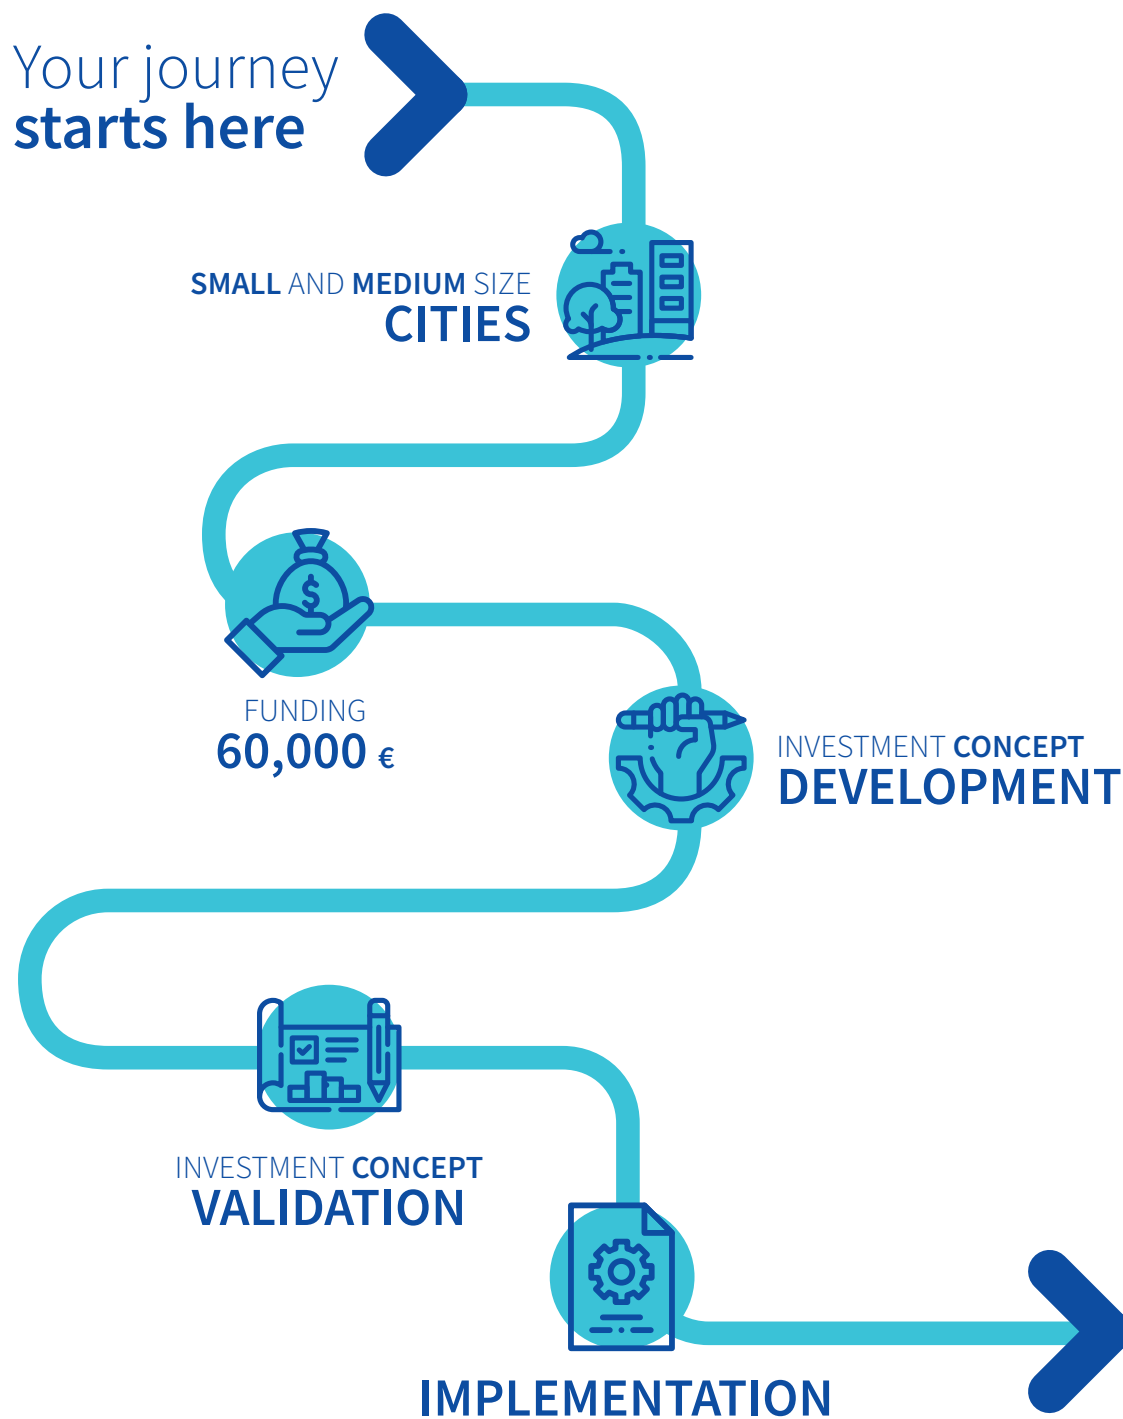 Your journey
starts here
SMALL AND MEDIUM SIZE
CITIES
$
FUNDING
60,000 €
INVESTMENT CONCEPT
DEVELOPMENT
INVESTMENT CONCEPT
VALIDATION
IMPLEMENTATION